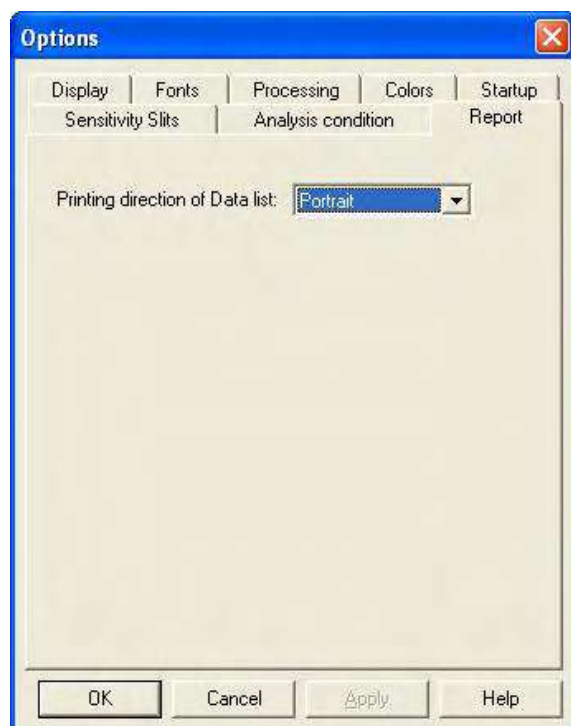 Options
Display Fonts Processing Colors Startup
Sensitivity Slits Analysis condition Report
Printing direction of Data list: Portrait
OK Cancel Apply Help